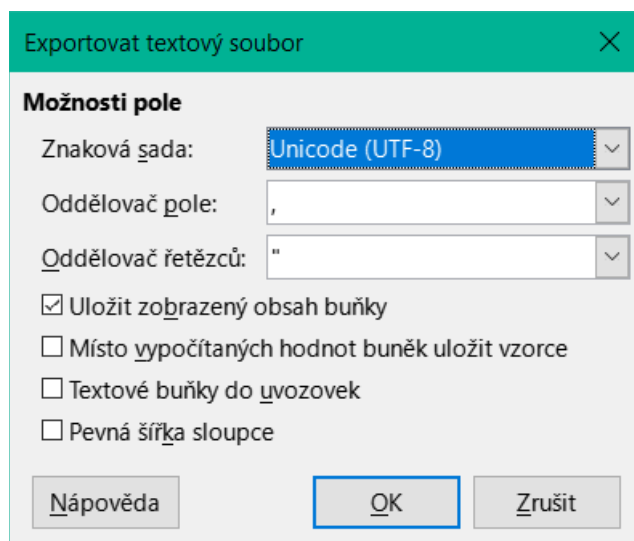 Exportovat textový soubor
Možnosti pole
Znaková sada: Unicode (UTF-8)
Oddělovač pole: ,
Oddělovač řetězců: "
Uložit zobrazený obsah buňky
Místo vypočítaných hodnot buněk uložit vzorce
Textové buňky do uvozovek
Pevná šířka sloupce
Nápověda OK Zrušit